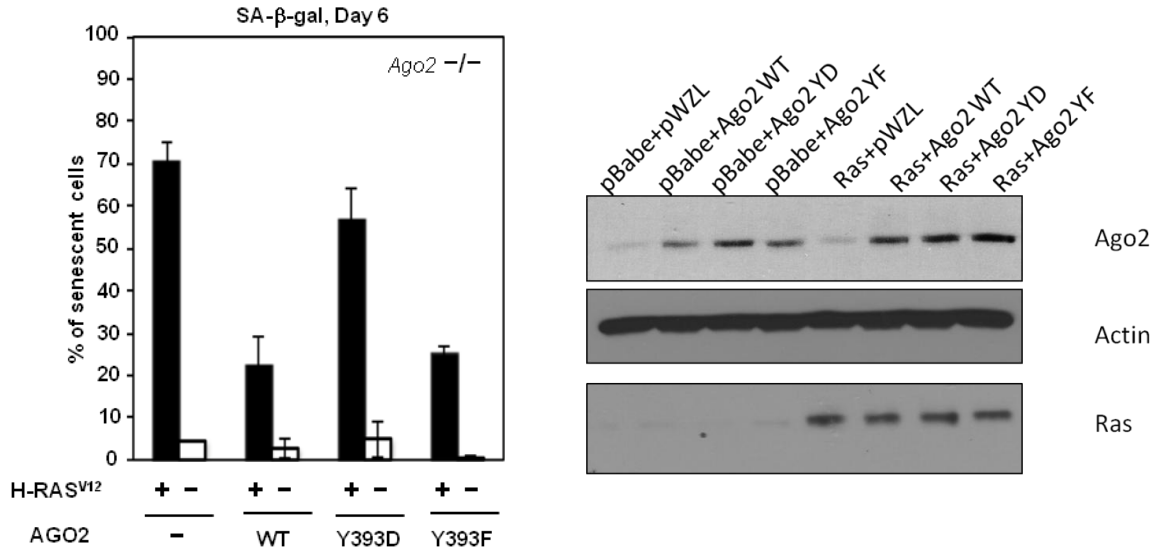 SA-β-gal, Day 6
Ago2 −/−
% of senescent cells
100
90
80
70
60
50
40
30
20
10
0
H-RASV12 + − + − + − + −
AGO2 − WT Y393D Y393F
pBabe+pWZL
pBabe+Ago2 WT
pBabe+Ago2 YD
pBabe+Ago2 YF
Ras+pWZL
Ras+Ago2 WT
Ras+Ago2 YD
Ras+Ago2 YF
Ago2
Actin
Ras